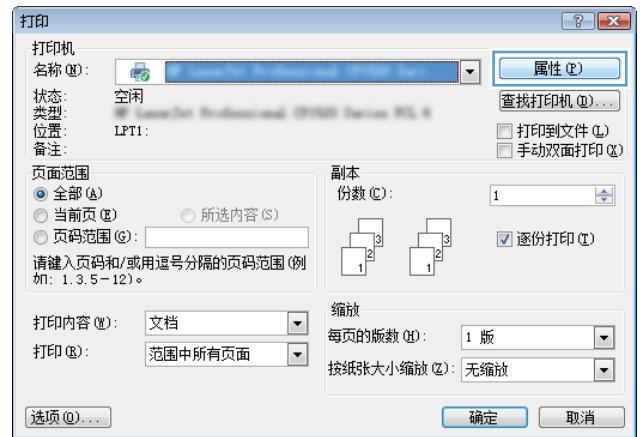 打印
打印机
名称(N):
属性(P)
状态: 空闲
查找打印机(D)...
类型:
位置: LPT1:
打印到文件(L)
备注:
手动双面打印(X)
页面范围
全部(A)
当前页(E) 所选内容(S)
页码范围(G):
请键入页码和/或用逗号分隔的页码范围(例
如: 1.3.5-12)。
副本
份数(C): 1
3 3
2 2
1 1
逐份打印(T)
打印内容(W): 文档
打印(R): 范围中所有页面
缩放
每页的版数(H): 1 版
按纸张大小缩放(Z): 无缩放
选项(O)...
确定 取消